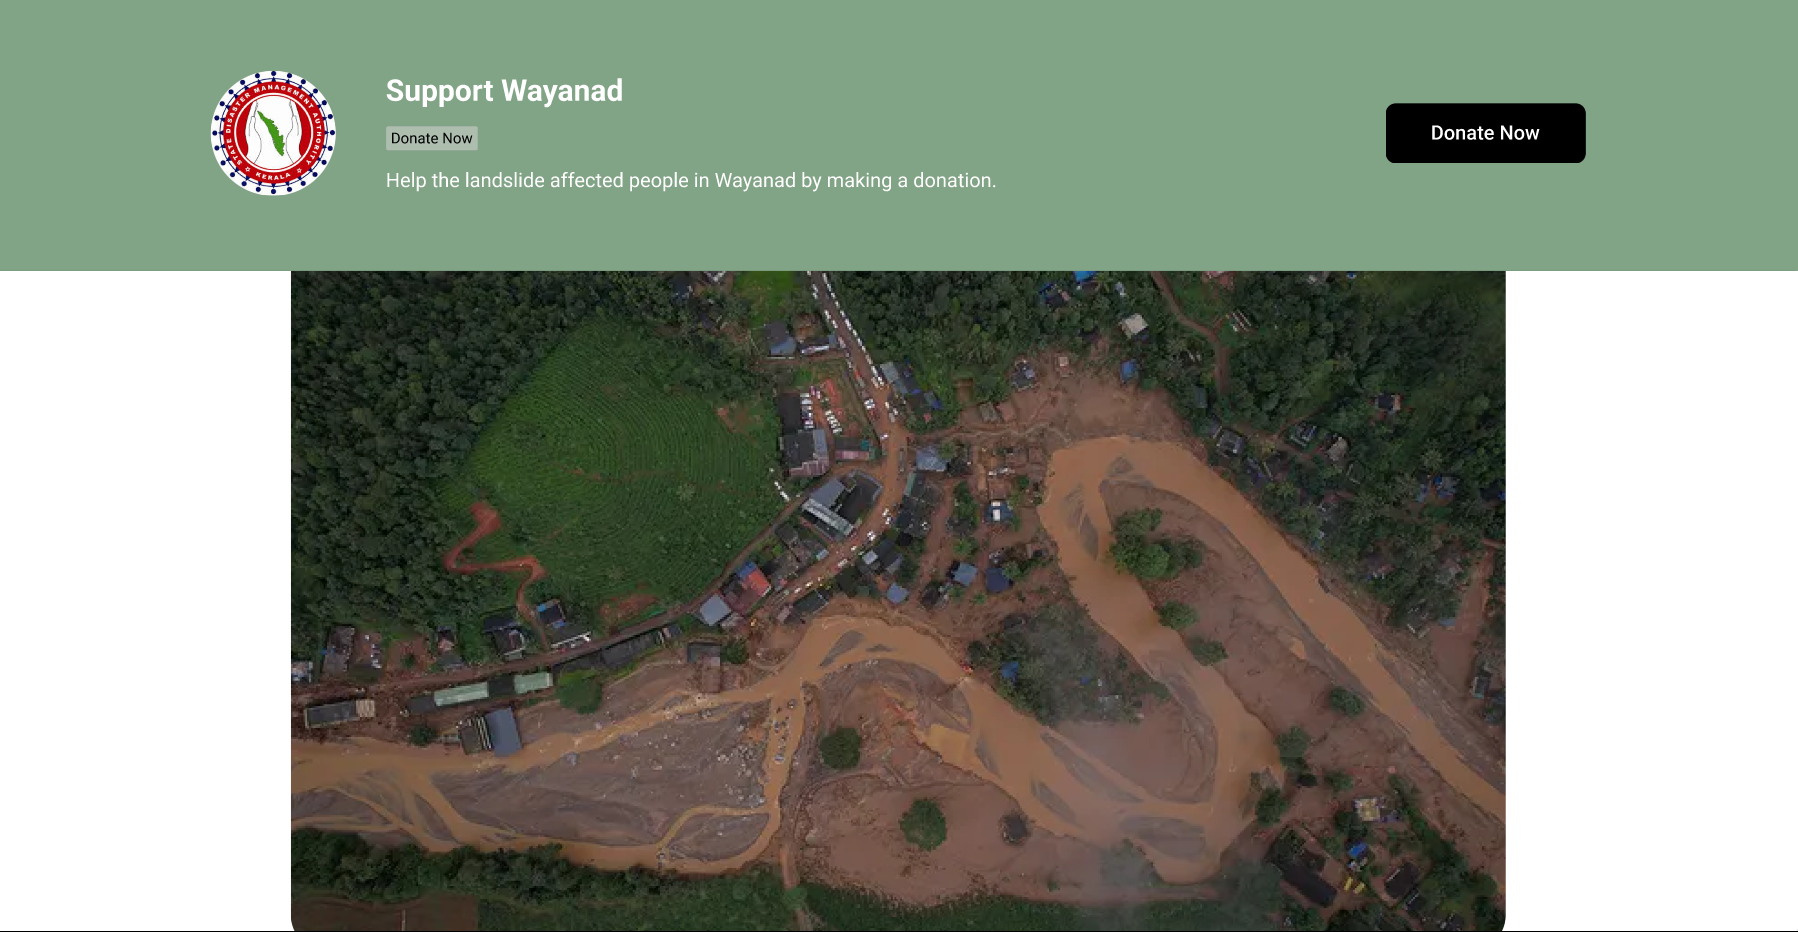 STATE DISASTER MANAGEMENT AUTHORITY
KERALA
Support Wayanad
Donate Now
Help the landslide affected people in Wayanad by making a donation.
Donate Now